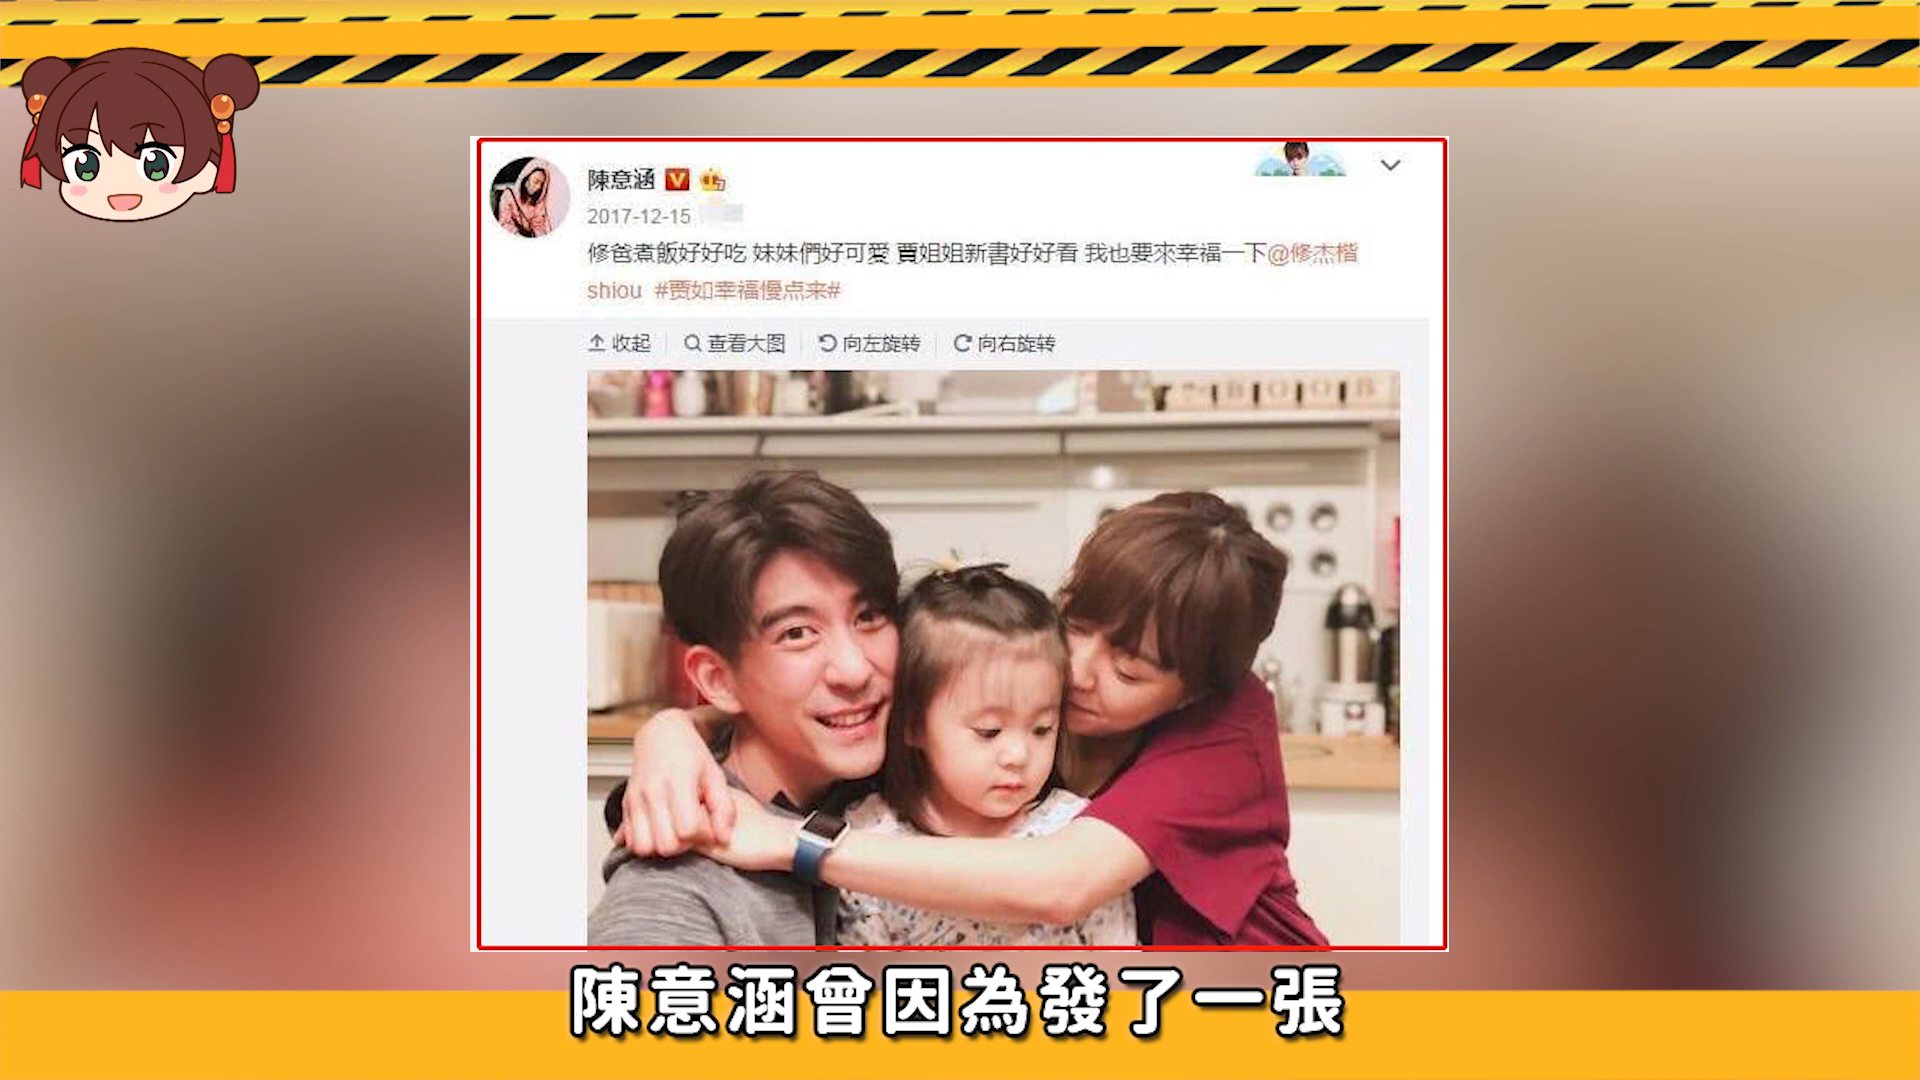 陳意涵
2017-12-15
修爸煮飯好好吃 妹妹們好可愛 賈姐姐新書好好看 我也要來幸福一下@修杰楷
shiou #贾如幸福慢点来#
收起 查看大图 向左旋转 向右旋转
陳意涵曾因為發了一張